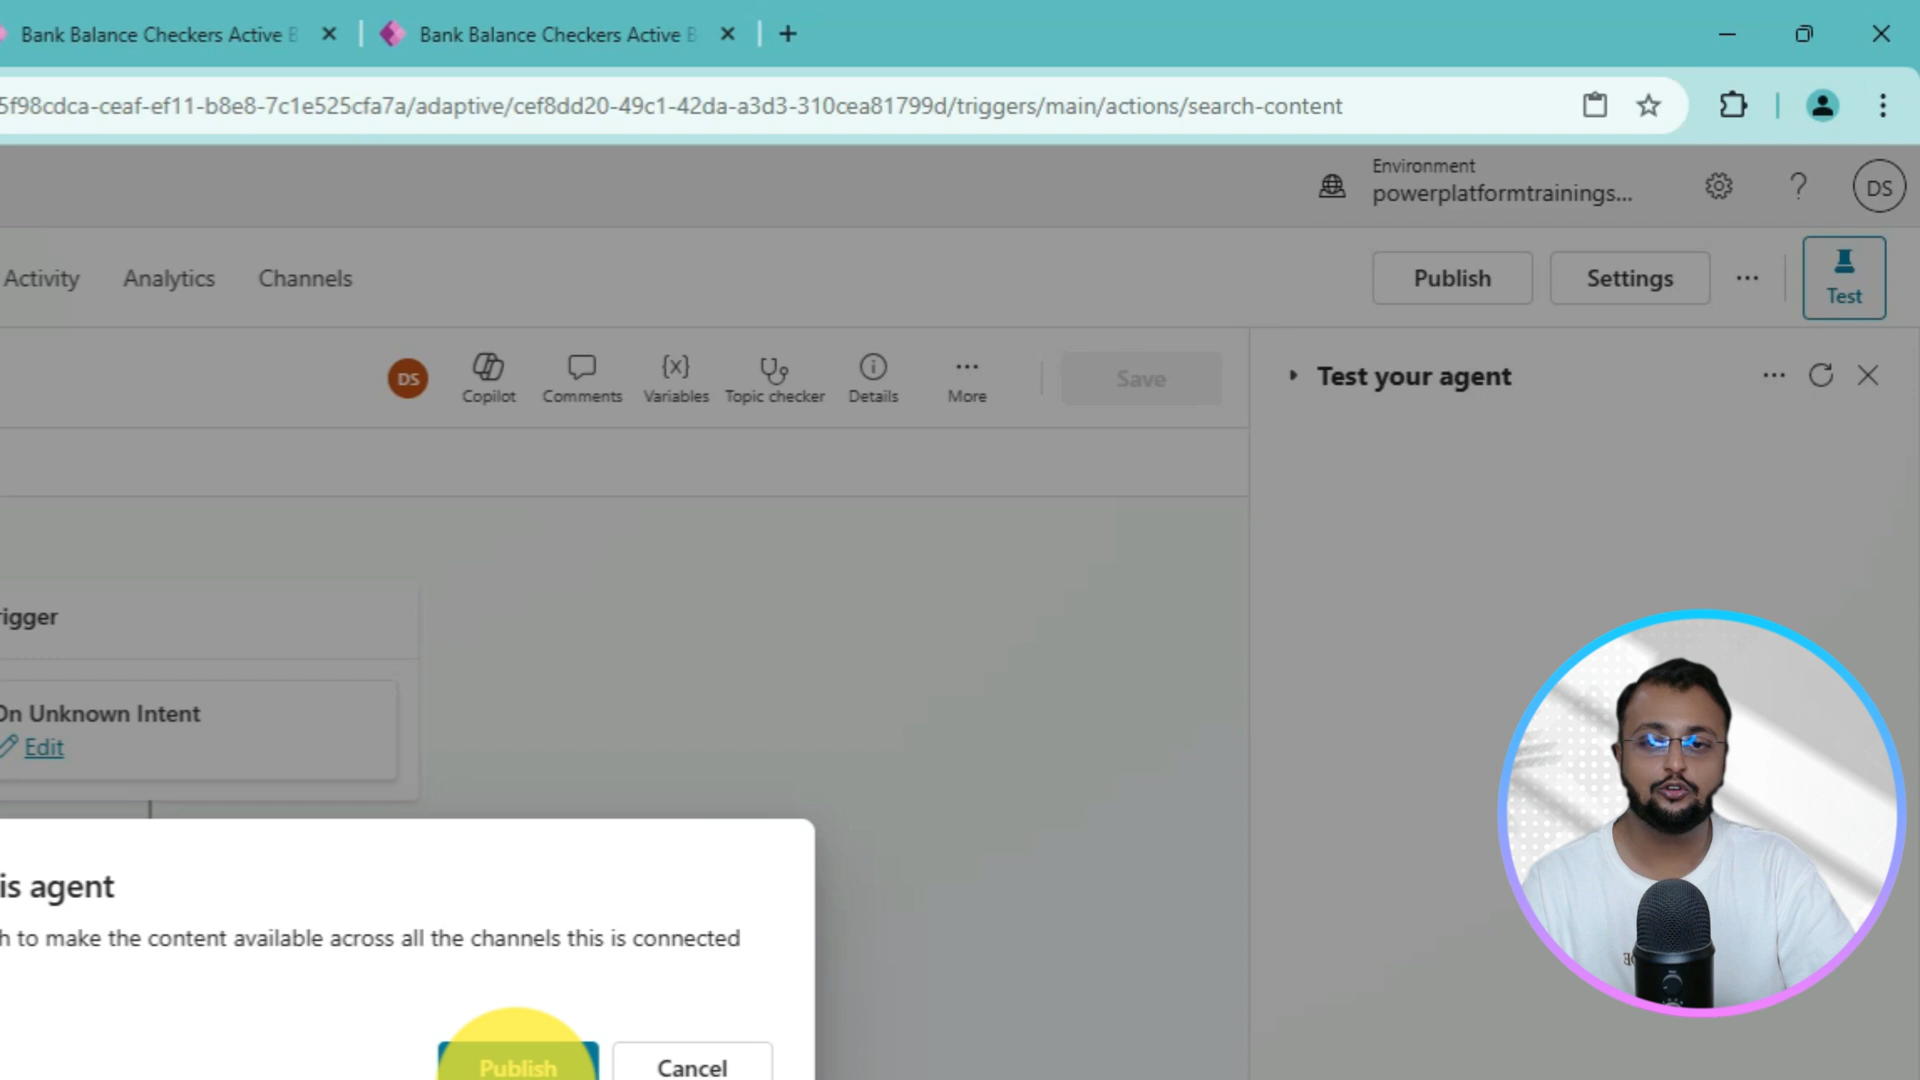 Bank Balance Checkers Active B
Bank Balance Checkers Active B
5f98cdca-ceaf-ef11-b8e8-7c1e525cfa7a/adaptive/cef8dd20-49c1-42da-a3d3-310cea81799d/triggers/main/actions/search-content
Environment
powerplatformtrainings...
DS
Activity Analytics Channels Publish Settings Test
DS Copilot Comments {x} Variables Topic checker Details More Save
Test your agent
rigger
On Unknown Intent
Edit
is agent
h to make the content available across all the channels this is connected
Publish Cancel